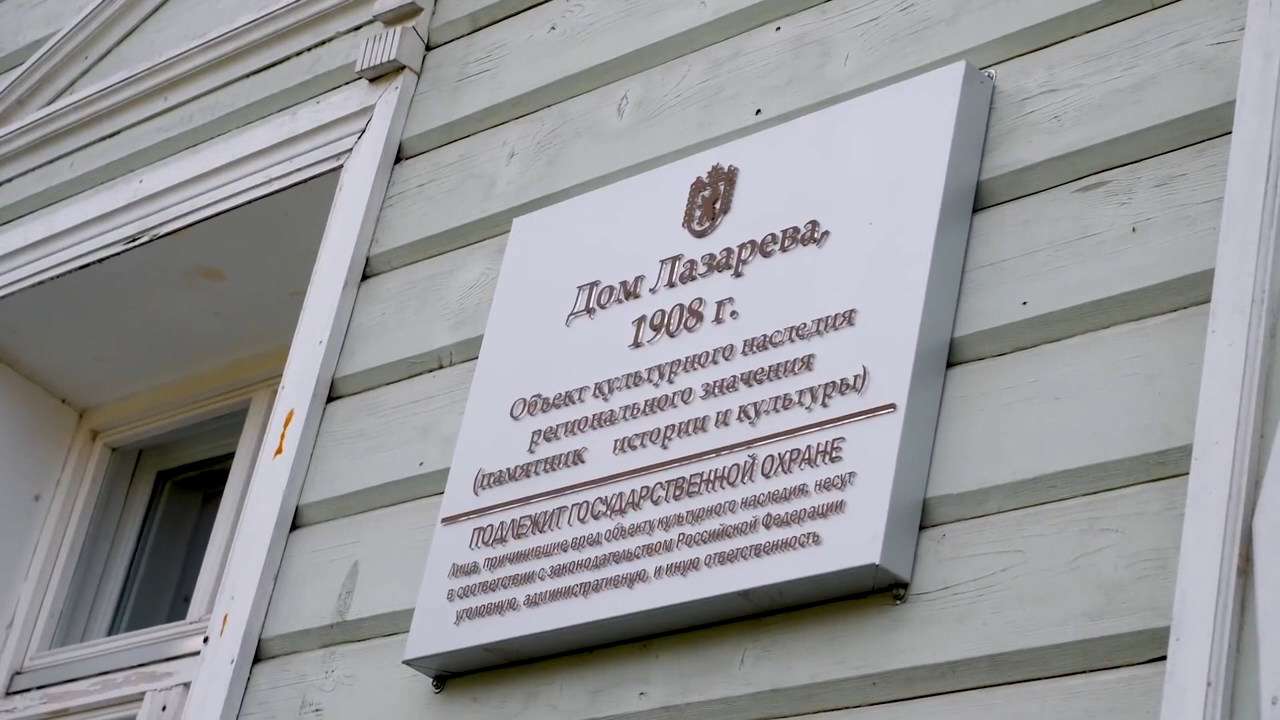 Дом Лазарева,
1908 г.
Объект культурного наследия
регионального значения
(памятник истории и культуры)
ПОДЛЕЖИТ ГОСУДАРСТВЕННОЙ ОХРАНЕ
Лица, причинившие вред объекту культурного наследия, несут
в соответствии с законодательством Российской Федерации
уголовную, административную, и иную ответственность